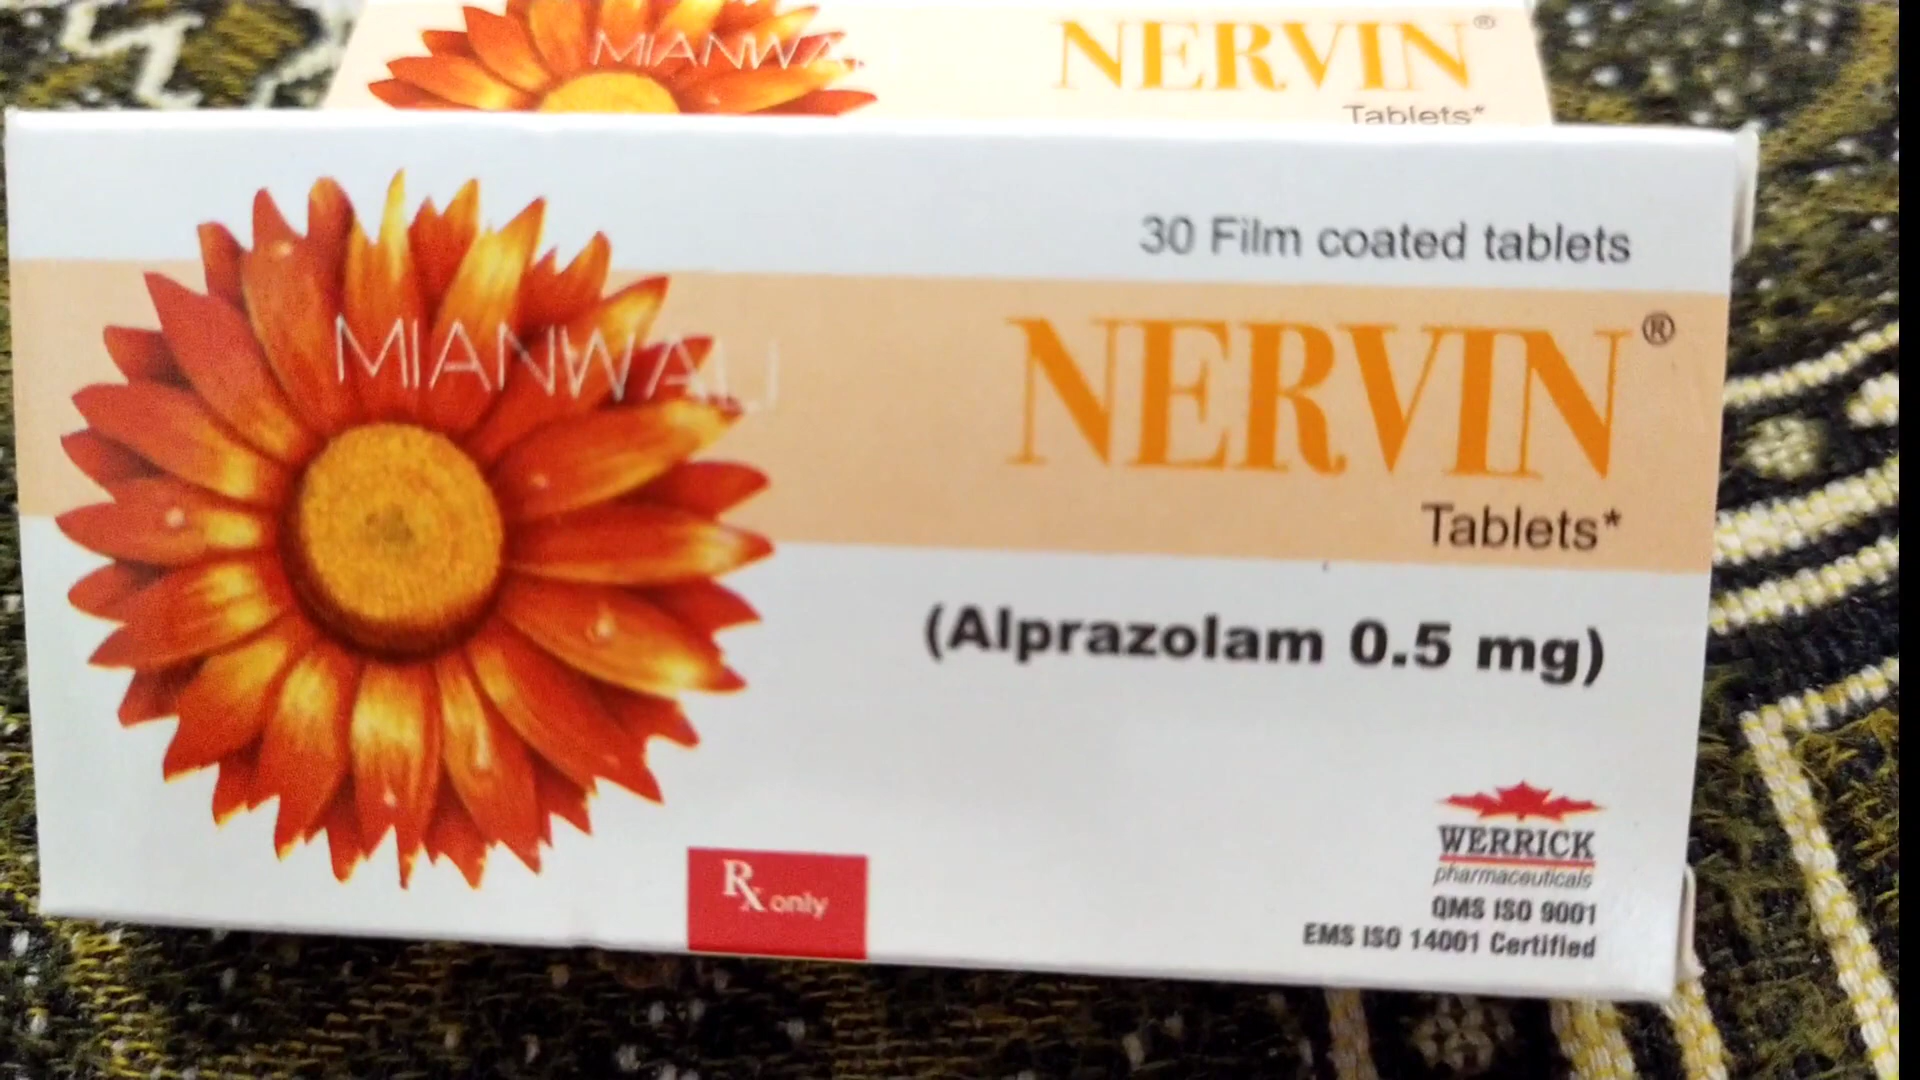 MIANWA
NERVIN®
Tablets*
30 Film coated tablets
MIANWALI
NERVIN®
Tablets*
(Alprazolam 0.5 mg)
Rx only
WERRICK
pharmaceuticals
QMS ISO 9001
EMS ISO 14001 Certified